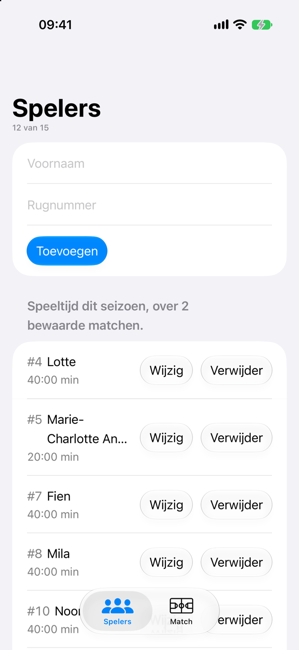 09:41
Spelers
12 van 15
Voornaam
Rugnummer
Toevoegen
Speeltijd dit seizoen, over 2
bewaarde matchen.
#4 Lotte
40:00 min
Wijzig
Verwijder
#5 Marie-
Charlotte An...
20:00 min
Wijzig
Verwijder
#7 Fien
40:00 min
Wijzig
Verwijder
#8 Mila
40:00 min
Wijzig
Verwijder
#10
40:00 min
Spelers
Match